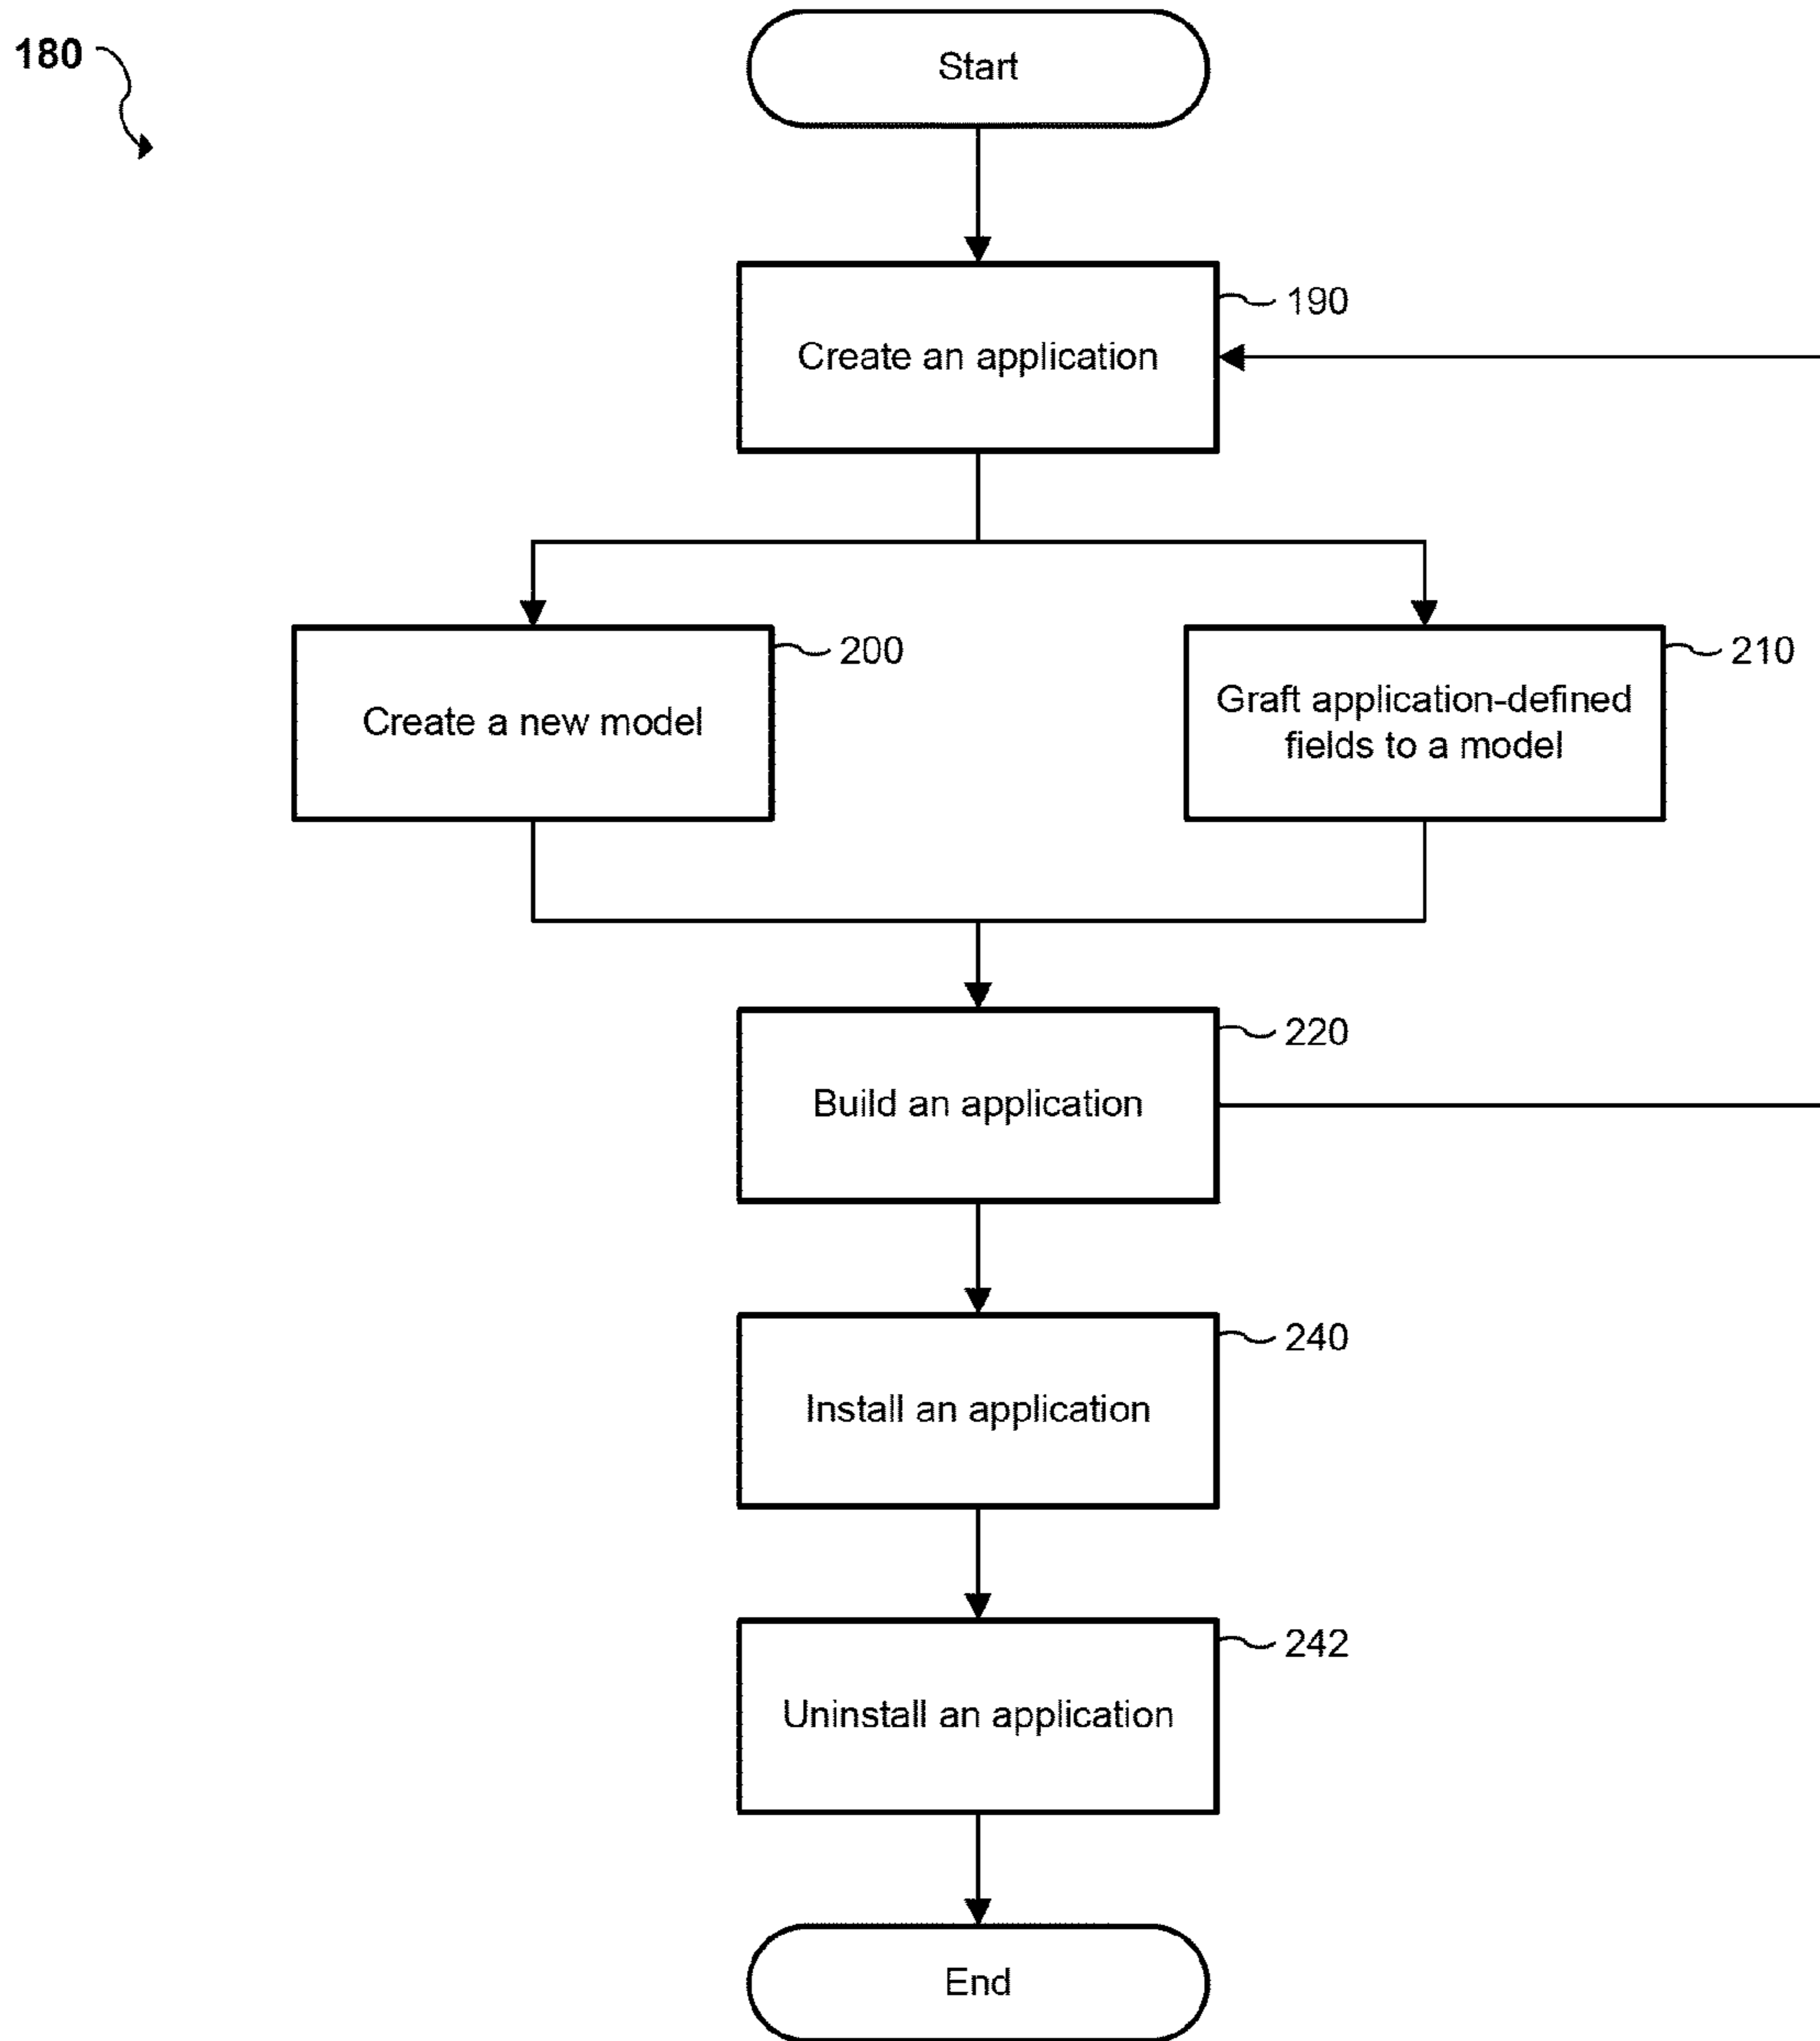 180
Start
190
Create an application
200
Create a new model
210
Graft application-defined
fields to a model
220
Build an application
240
Install an application
242
Uninstall an application
End